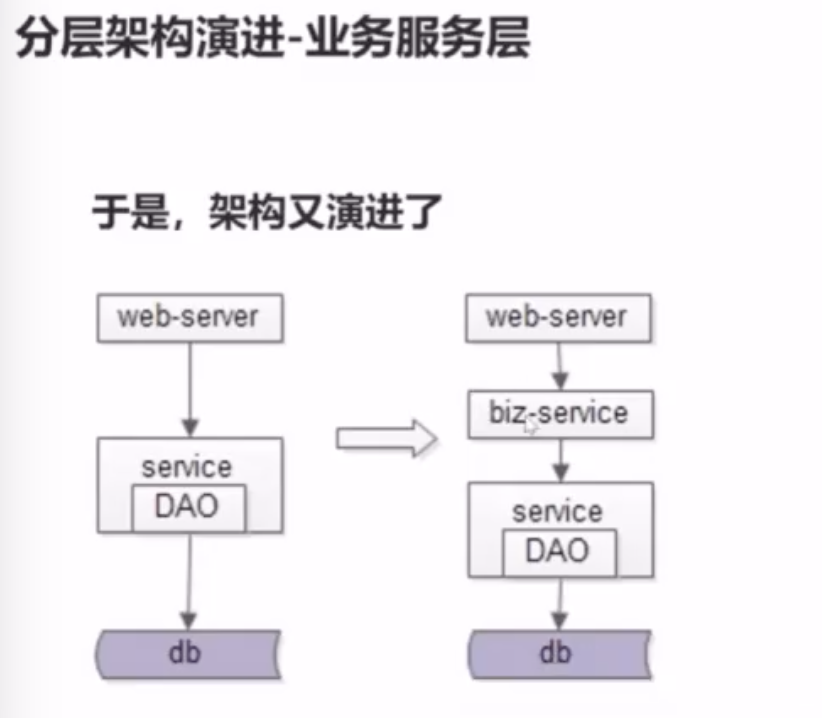 分层架构演进-业务服务层
于是，架构又演进了
web-server
service
DAO
db
web-server
biz-service
service
DAO
db